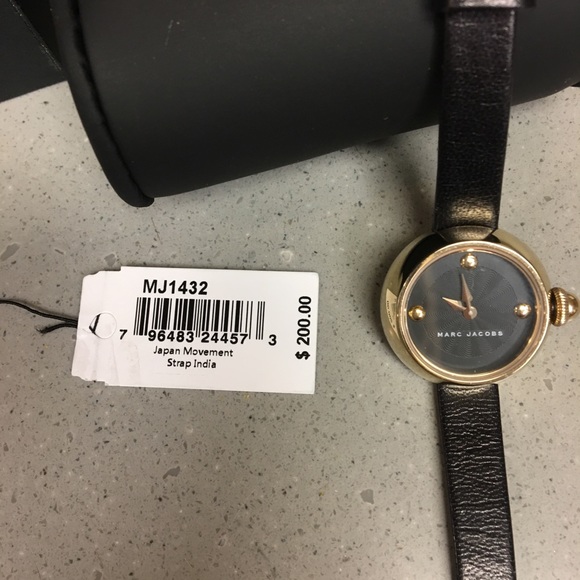 MJ1432
7 96483 24457 3
Japan Movement
Strap India
$ 200.00
MARC JACOBS